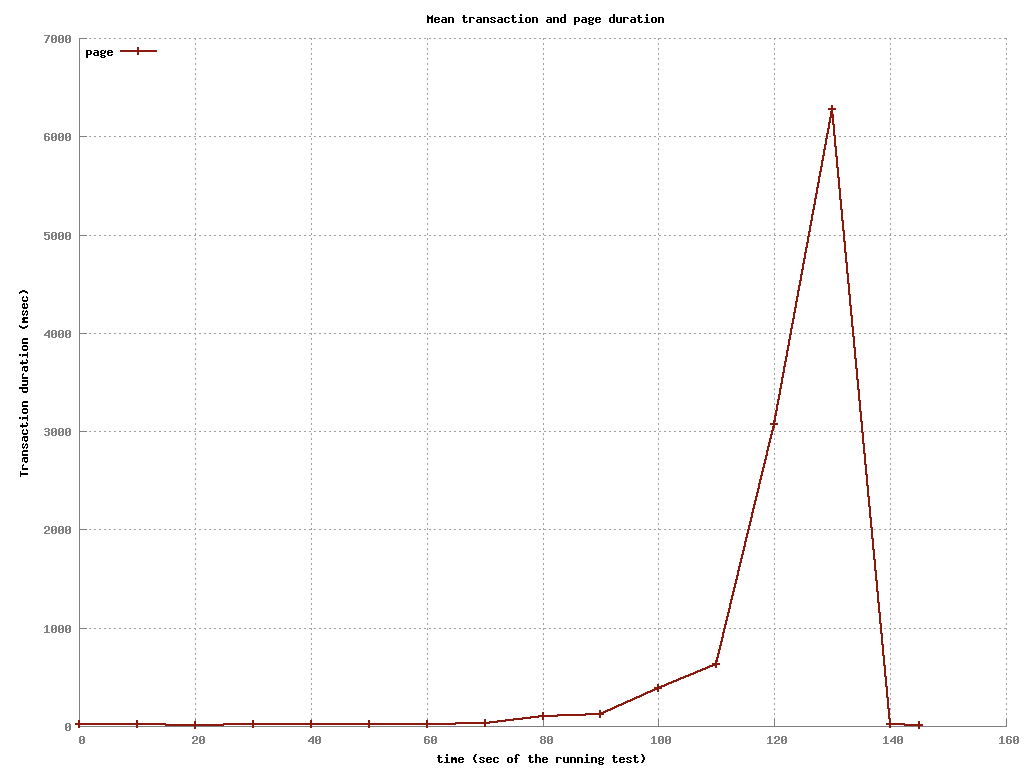 Mean transaction and page duration
7000
page
6000
5000
4000
3000
2000
1000
0
Transaction duration (msec)
0 20 40 60 80 100 120 140 160
time (sec of the running test)